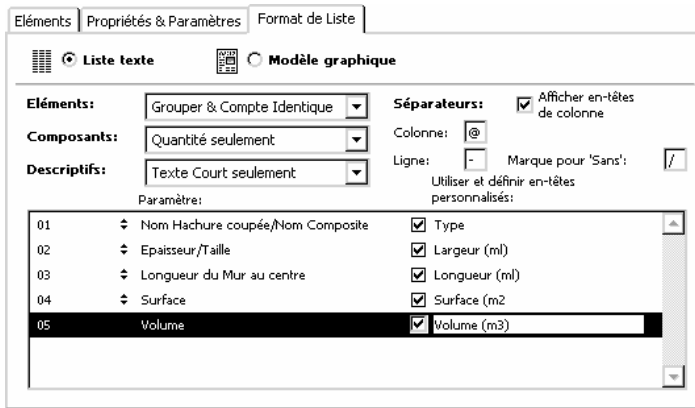 Eléments Propriétés & Paramètres Format de Liste
Liste texte Modèle graphique
Eléments: Grouper & Compte Identique Séparateurs: Afficher en-têtes de colonne
Composants: Quantité seulement Colonne: @
Descriptifs: Texte Court seulement Ligne: - Marque pour 'Sans': /
Paramètre: Utiliser et définir en-têtes personnalisés:
01 Nom Hachure coupée/Nom Composite Type
02 Epaisseur/Taille Largeur (ml)
03 Longueur du Mur au centre Longueur (ml)
04 Surface Surface (m2
05 Volume Volume (m3)